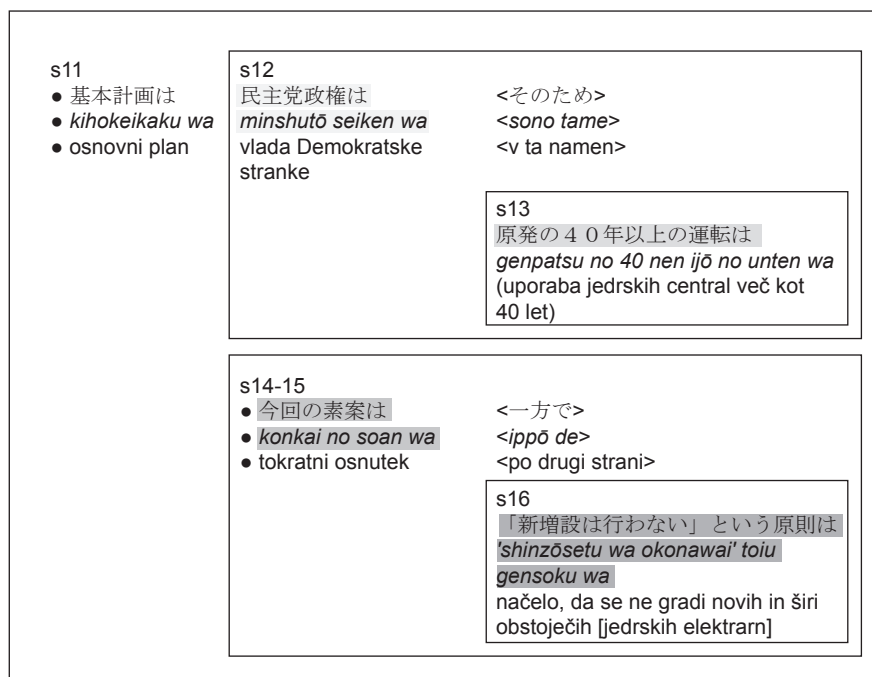 s11
● 基本計画は
● kihokeikaku wa
● osnovni plan
s12
民主党政権は
minshutō seiken wa
vlada Demokratske
stranke
<そのため>
<sono tame>
<v ta namen>
s13
原発の４０年以上の運転は
genpatsu no 40 nen ijō no unten wa
(uporaba jedrskih central več kot
40 let)
s14-15
● 今回の素案は
● konkai no soan wa
● tokratni osnutek
<一方で>
<ippō de>
<po drugi strani>
s16
「新増設は行わない」という原則は
'shinzōsetu wa okonawai' toiu
gensoku wa
načelo, da se ne gradi novih in širi
obstoječih [jedrskih elektrarn]